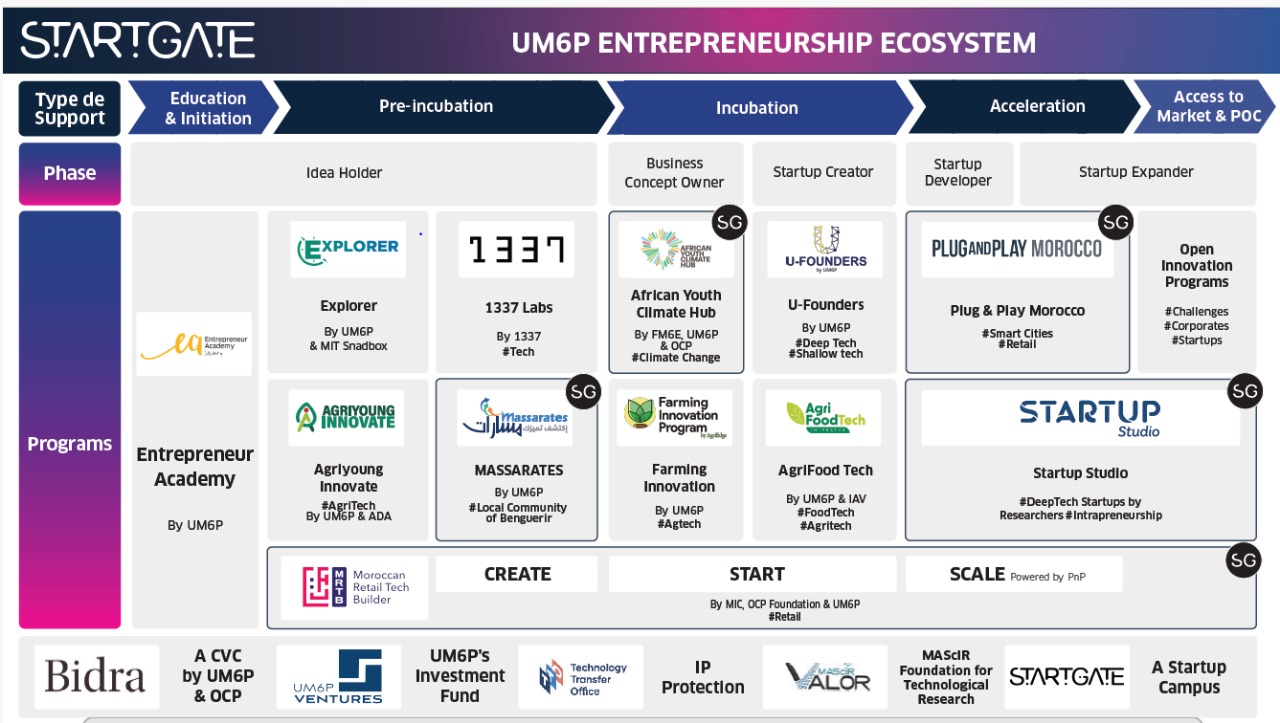 STARTGATE
UM6P ENTREPRENEURSHIP ECOSYSTEM
Type de
Support
Education
& Initiation
Pre-incubation
Incubation
Acceleration
Access to
Market & POC
Phase
Idea Holder
Business
Concept Owner
Startup Creator
Startup
Developer
Startup Expander
Programs
Entrepreneur
Academy
Entrepreneur
Academy
By UM6P
EXPLORER
Explorer
By UM6P
& MIT Snadbox
1337
1337 Labs
By 1337
#Tech
SG
AFRICAN
YOUTH
CLIMATE
HUB
African Youth
Climate Hub
By FM6E, UM6P
& OCP
#Climate Change
U-FOUNDERS
by UM6P
U-Founders
By UM6P
#Deep Tech
#Shallow tech
SG
PLUG AND PLAY MOROCCO
Plug & Play Morocco
#Smart Cities
#Retail
Open
Innovation
Programs
#Challenges
#Corporates
#Startups
AGRIYOUNG
INNOVATE
Agriyoung
Innovate
#AgriTech
By UM6P & ADA
SG
Massarates
مسارات
إكتشف تميزك
MASSARATES
By UM6P
#Local Community
of Benguerir
Farming
Innovation
Program
by AgriEdge
Farming
Innovation
By UM6P
#Agtech
Agri
FoodTech
AgriFood Tech
By UM6P & IAV
#FoodTech
#Agritech
SG
STARTUP
Studio
Startup Studio
#DeepTech Startups by
Researchers #Intrapreneurship
SG
MRTB
Moroccan
Retail Tech
Builder
CREATE
START
SCALE Powered by PnP
By MIC, OCP Foundation & UM6P
#Retail
Bidra
A CVC
by UM6P
& OCP
UM6P
VENTURES
UM6P's
Investment
Fund
Technology
Transfer
Office
IP
Protection
MAScIR
VALOR
MAScIR
Foundation for
Technological
Research
STARTGATE
A Startup
Campus